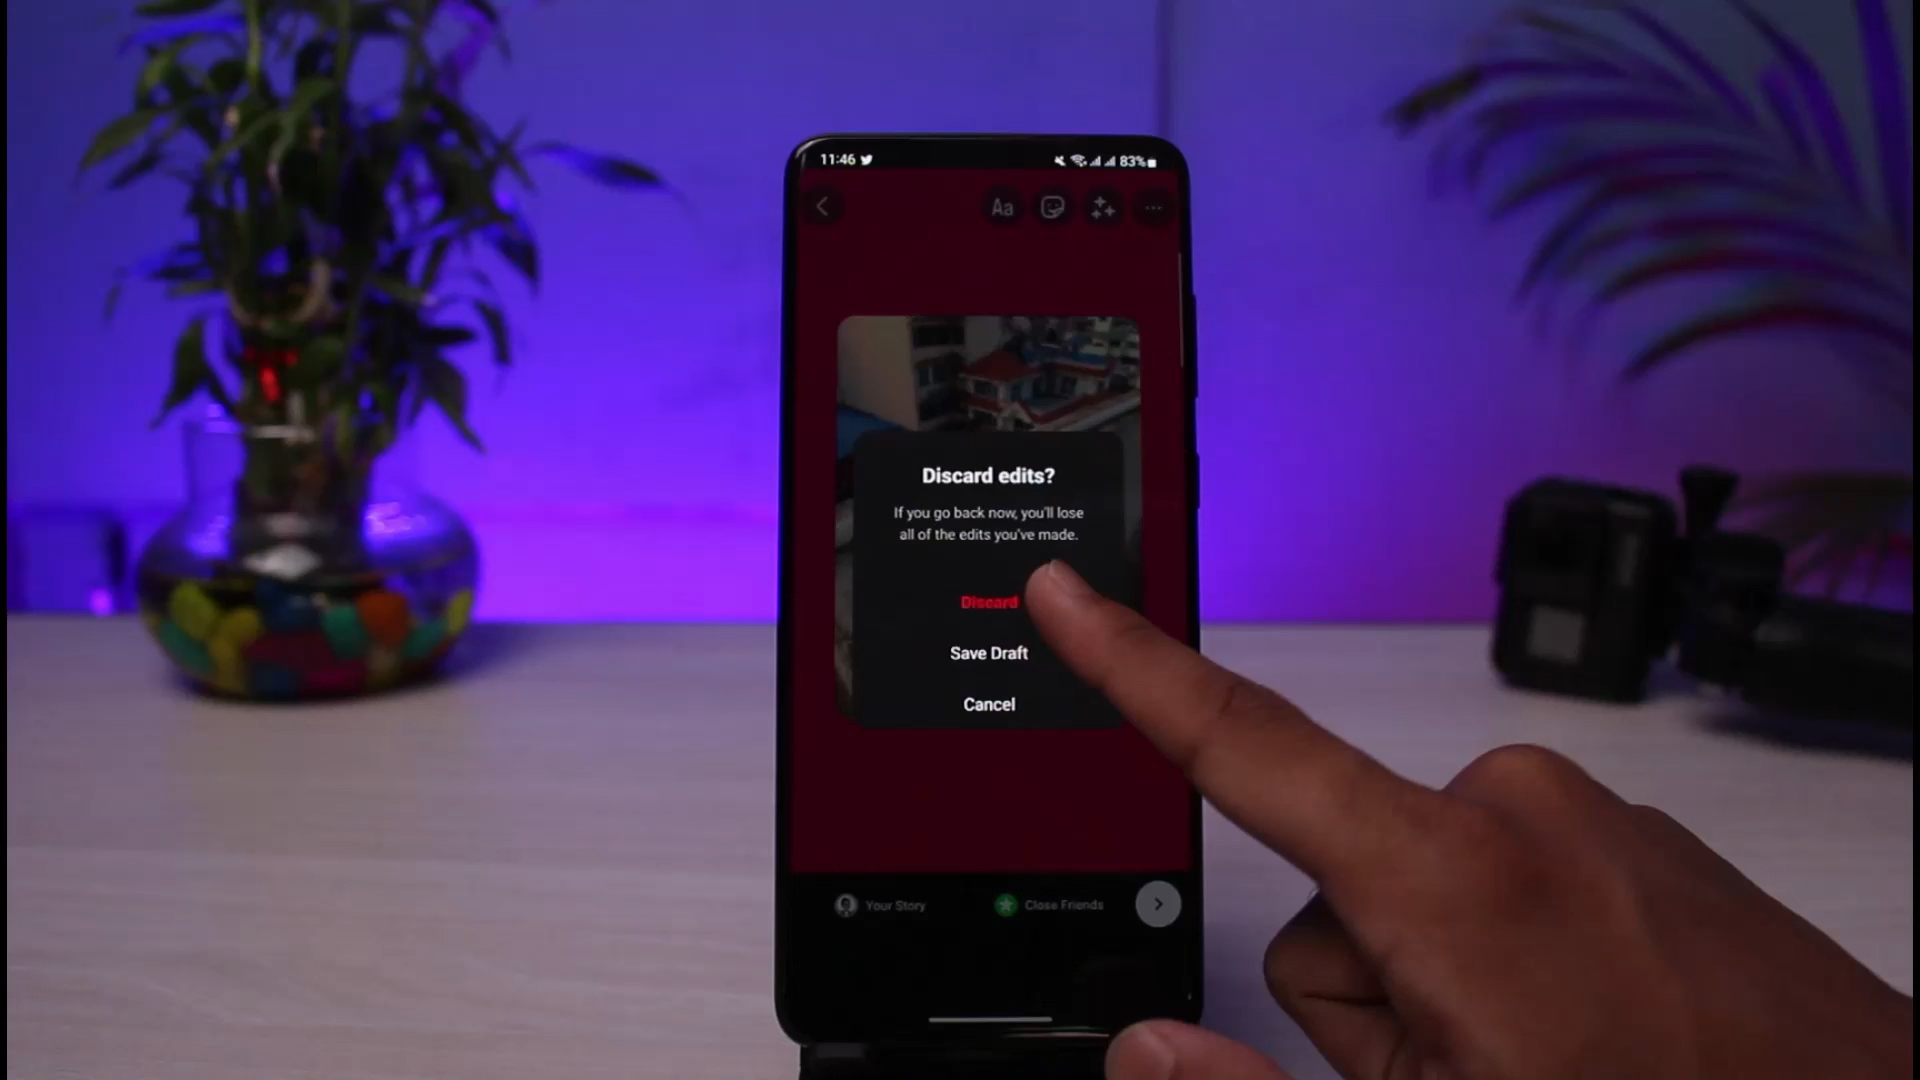 11:46
83%
Aa
Discard edits?
If you go back now, you'll lose
all of the edits you've made.
Discard
Save Draft
Cancel
Your Story
Close Friends